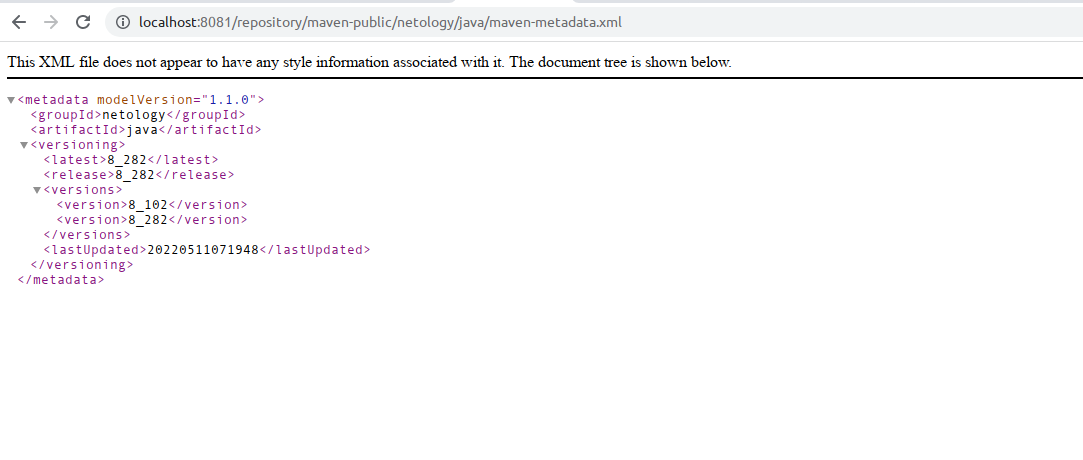 localhost:8081/repository/maven-public/netology/java/maven-metadata.xml
This XML file does not appear to have any style information associated with it. The document tree is shown below.
<metadata modelVersion="1.1.0">
<groupId>netology</groupId>
<artifactId>java</artifactId>
<versioning>
<latest>8_282</latest>
<release>8_282</release>
<versions>
<version>8_102</version>
<version>8_282</version>
</versions>
<lastUpdated>20220511071948</lastUpdated>
</versioning>
</metadata>